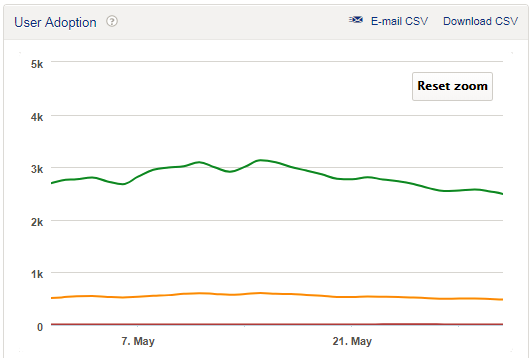 User Adoption ? E-mail CSV Download CSV
5k
Reset zoom
4k
3k
2k
1k
0
7. May 21. May